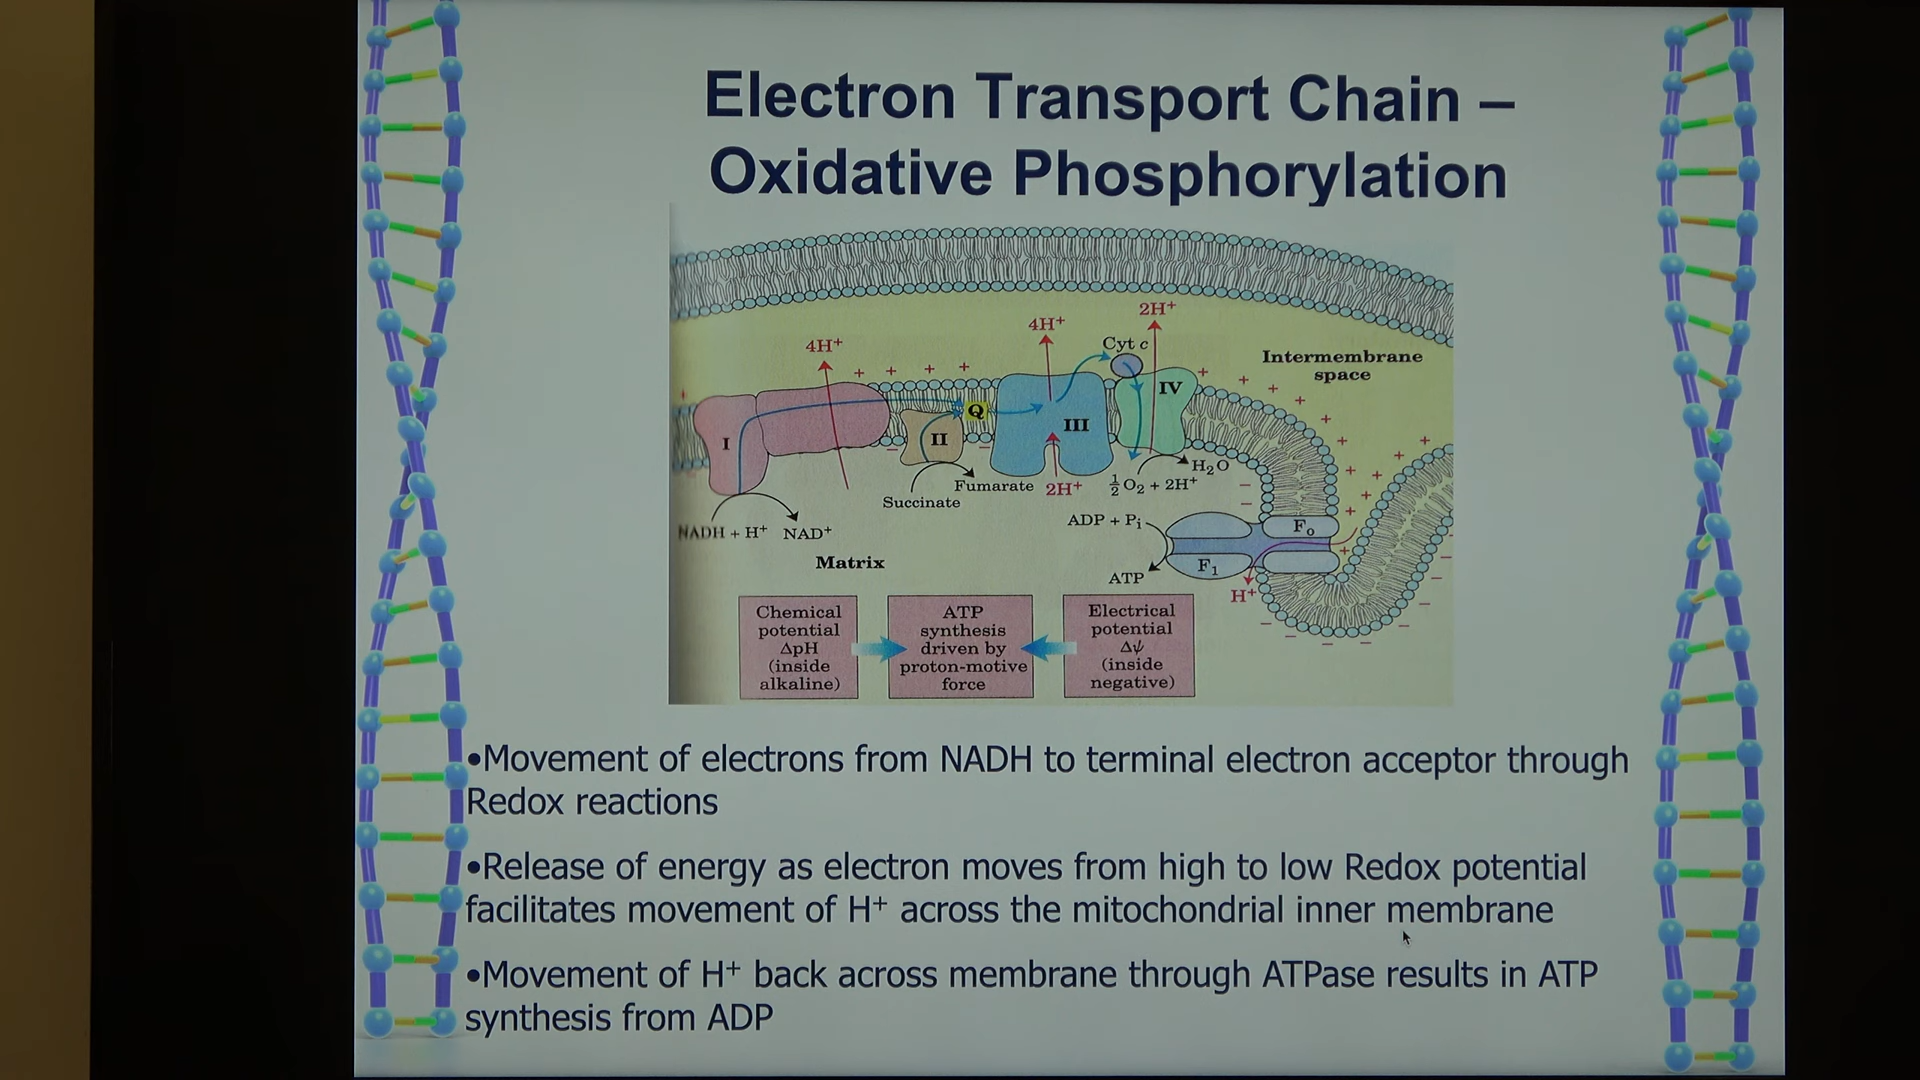 Electron Transport Chain –
Oxidative Phosphorylation
2H⁺
4H⁺
Cyt c
4H⁺
Intermembrane
space
IV
Q
III
II
I
H₂O
Fumarate
2H⁺
½ O₂ + 2H⁺
Succinate
ADP + Pᵢ
NADH + H⁺
NAD⁺
F₀
Matrix
F₁
ATP
H⁺
Chemical
potential
ΔpH
(inside
alkaline)
ATP
synthesis
driven by
proton-motive
force
Electrical
potential
Δψ
(inside
negative)
•Movement of electrons from NADH to terminal electron acceptor through
Redox reactions
•Release of energy as electron moves from high to low Redox potential
facilitates movement of H⁺ across the mitochondrial inner membrane
•Movement of H⁺ back across membrane through ATPase results in ATP
synthesis from ADP